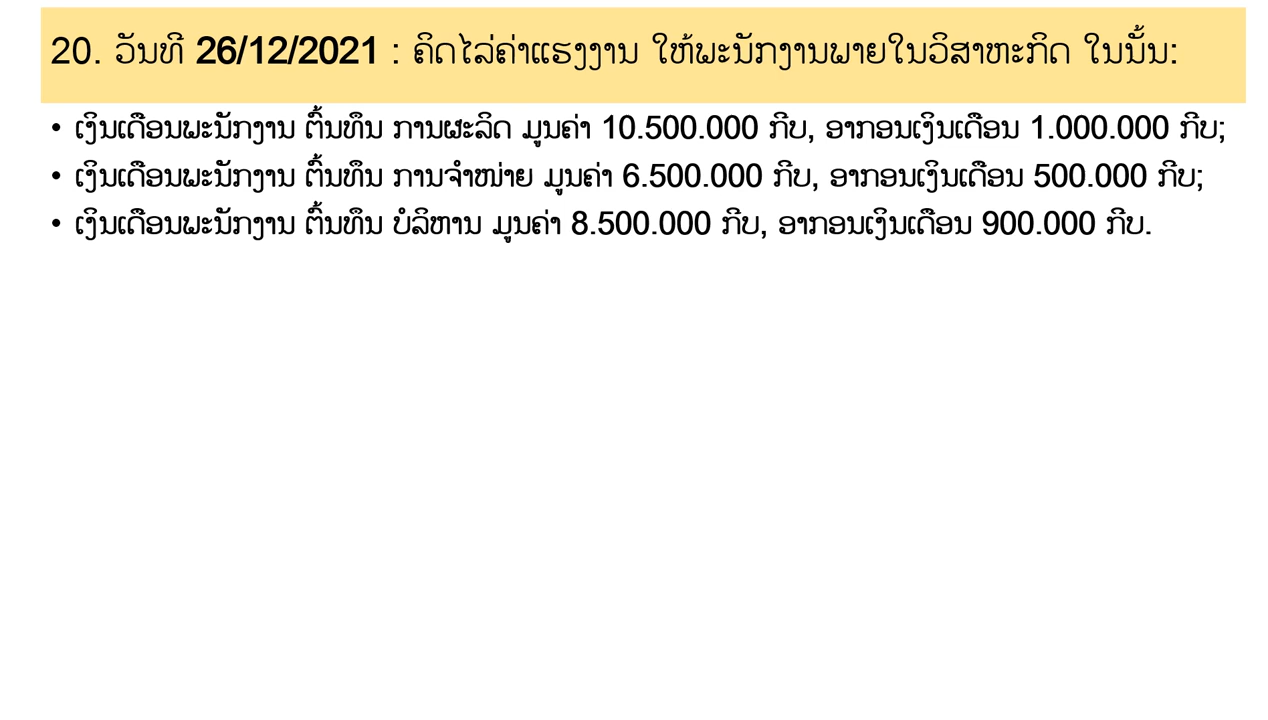 20. ວັນທີ 26/12/2021 : ຄິດໄລ່ຄ່າແຮງງານ ໃຫ້ພະນັກງານພາຍໃນວິສາຫະກິດ ໃນນັ້ນ:
• ເງິນເດືອນພະນັກງານ ຕົ້ນທຶນ ການຜະລິດ ມູນຄ່າ 10.500.000 ກີບ, ອາກອນເງິນເດືອນ 1.000.000 ກີບ;
• ເງິນເດືອນພະນັກງານ ຕົ້ນທຶນ ການຈຳໜ່າຍ ມູນຄ່າ 6.500.000 ກີບ, ອາກອນເງິນເດືອນ 500.000 ກີບ;
• ເງິນເດືອນພະນັກງານ ຕົ້ນທຶນ ບໍລິຫານ ມູນຄ່າ 8.500.000 ກີບ, ອາກອນເງິນເດືອນ 900.000 ກີບ.